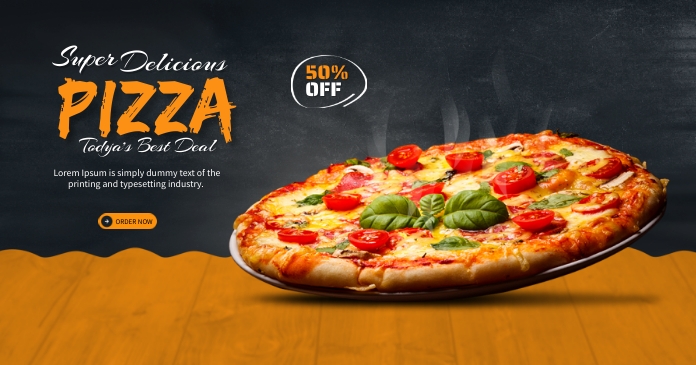 Super Delicious
PIZZA
Todya's Best Deal
Lorem Ipsum is simply dummy text of the
printing and typesetting industry.
ORDER NOW
50%
OFF